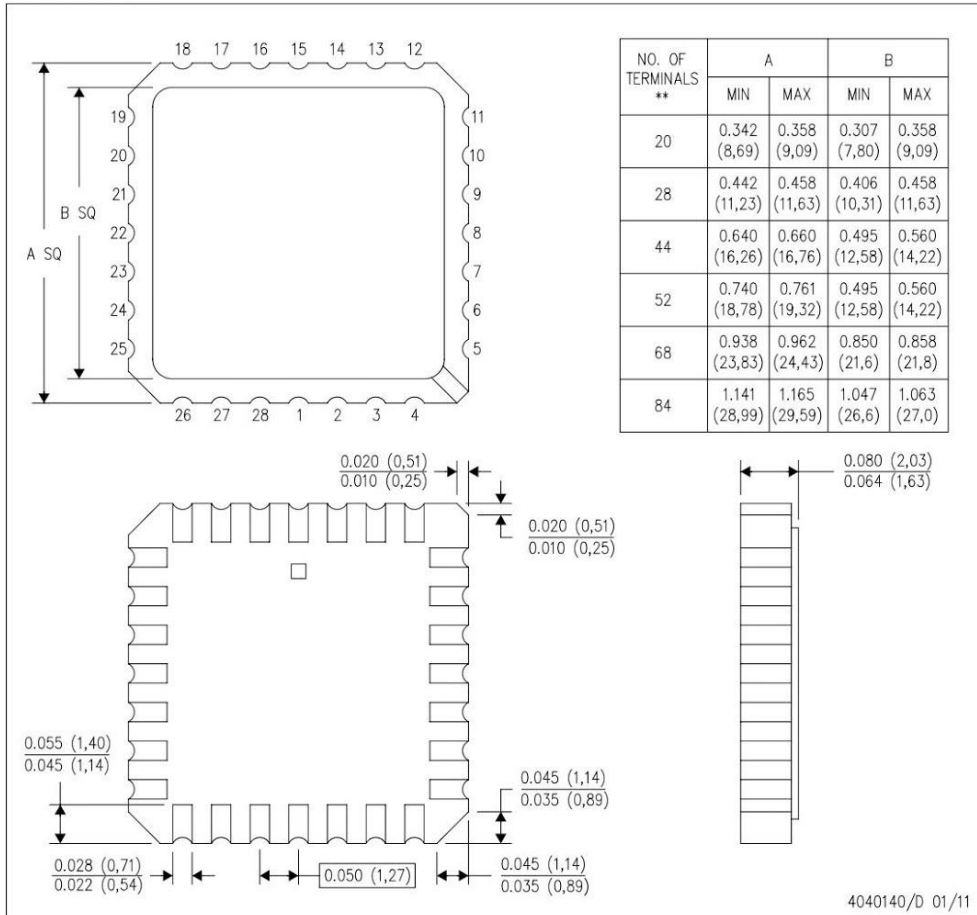 18 17 16 15 14 13 12
19
20
21
22
23
24
25
11
10
9
8
7
6
5
26 27 28 1 2 3 4
A SQ
B SQ
NO. OF TERMINALS ** A B
MIN MAX MIN MAX
20 0.342 (8,69) 0.358 (9,09) 0.307 (7,80) 0.358 (9,09)
28 0.442 (11,23) 0.458 (11,63) 0.406 (10,31) 0.458 (11,63)
44 0.640 (16,26) 0.660 (16,76) 0.495 (12,58) 0.560 (14,22)
52 0.740 (18,78) 0.761 (19,32) 0.495 (12,58) 0.560 (14,22)
68 0.938 (23,83) 0.962 (24,43) 0.850 (21,6) 0.858 (21,8)
84 1.141 (28,99) 1.165 (29,59) 1.047 (26,6) 1.063 (27,0)
0.020 (0,51)
0.010 (0,25)
0.020 (0,51)
0.010 (0,25)
0.080 (2,03)
0.064 (1,63)
0.055 (1,40)
0.045 (1,14)
0.045 (1,14)
0.035 (0,89)
0.028 (0,71)
0.022 (0,54)
0.050 (1,27)
0.045 (1,14)
0.035 (0,89)
4040140/D 01/11